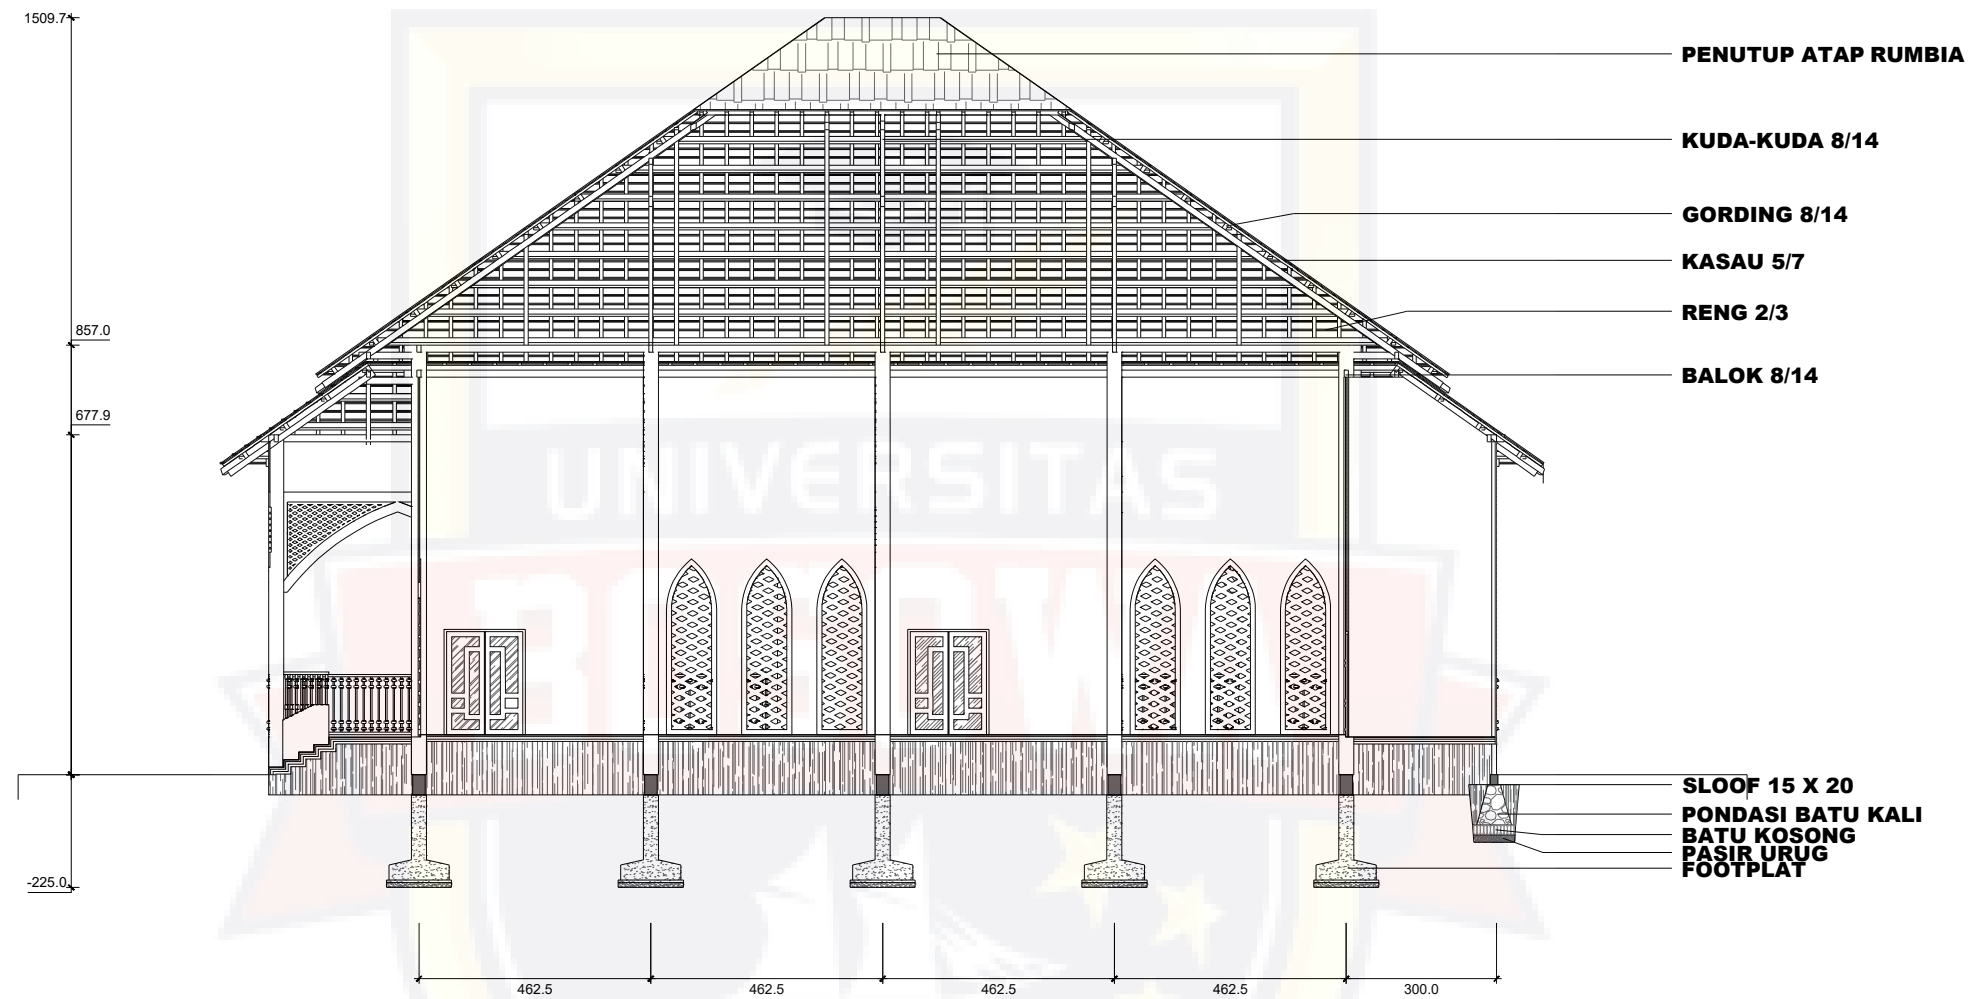 1509.7
PENUTUP ATAP RUMBIA
KUDA-KUDA 8/14
GORDING 8/14
KASAU 5/7
RENG 2/3
857.0
BALOK 8/14
677.9
UNIVERSITAS
BOSOWA
SLOOF 15 X 20
PONDASI BATU KALI
BATU KOSONG
PASIR URUG
FOOTPLAT
-225.0
462.5
462.5
462.5
462.5
300.0